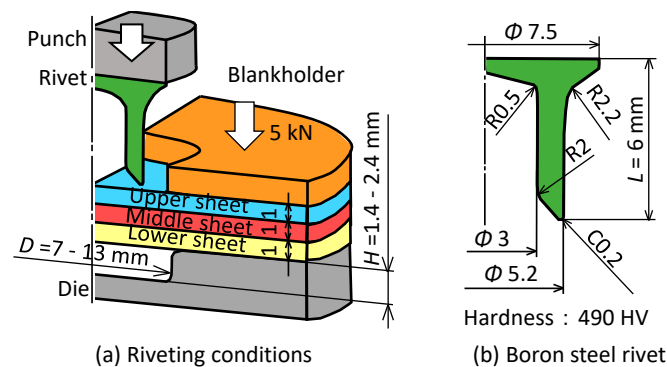 Punch
Rivet
Blankholder
5 kN
Upper sheet
Middle sheet
Lower sheet
1
1
1
H =1.4 - 2.4 mm
D =7 - 13 mm
Die
(a) Riveting conditions
Φ 7.5
R0.5
R2.2
R2
L = 6 mm
Φ 3
C0.2
Φ 5.2
Hardness : 490 HV
(b) Boron steel rivet